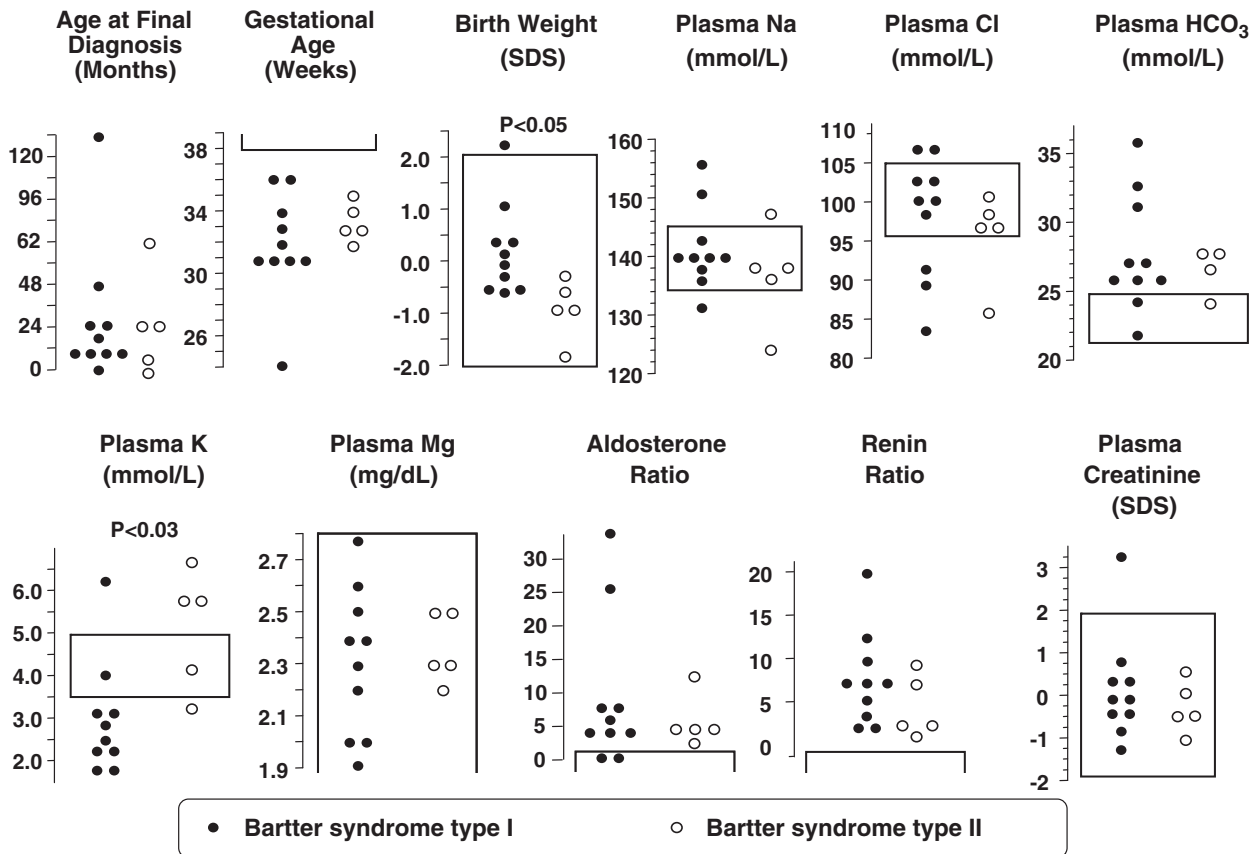 Age at Final
Diagnosis
(Months)
Gestational
Age
(Weeks)
Birth Weight
(SDS)
Plasma Na
(mmol/L)
Plasma Cl
(mmol/L)
Plasma HCO3
(mmol/L)
120
96
72
62
48
24
0
38
34
30
26
P<0.05
2.0
1.0
0.0
-1.0
-2.0
160
150
140
130
120
110
105
100
95
90
85
80
35
30
25
20
Plasma K
(mmol/L)
Plasma Mg
(mg/dL)
Aldosterone
Ratio
Renin
Ratio
Plasma
Creatinine
(SDS)
P<0.03
6.0
5.0
4.0
3.0
2.0
2.7
2.5
2.3
2.1
1.9
30
25
20
15
10
5
0
20
15
10
5
0
3
2
1
0
-1
-2
Bartter syndrome type I
Bartter syndrome type II